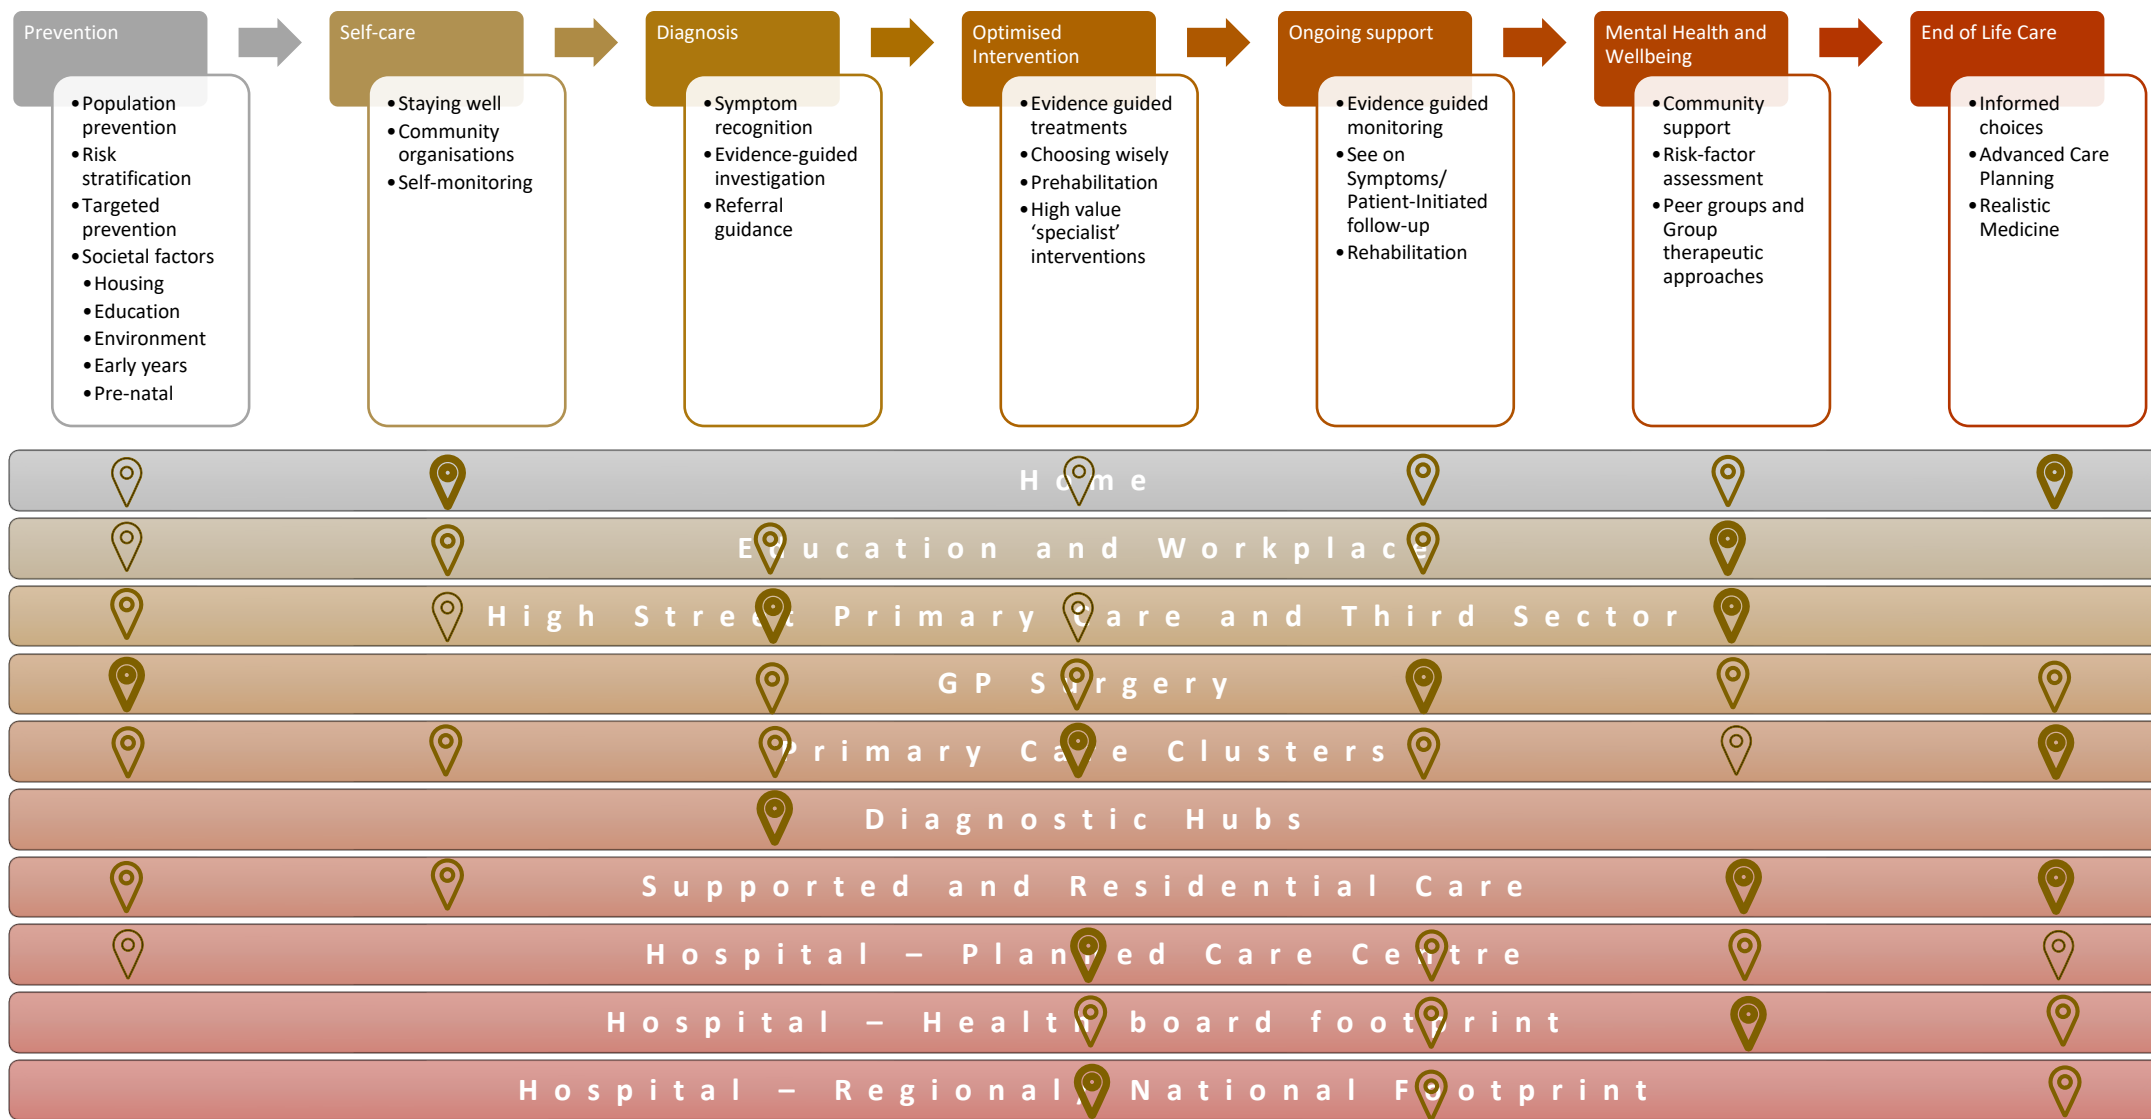 Prevention
• Population
prevention
• Risk
stratification
• Targeted
prevention
• Societal factors
• Housing
• Education
• Environment
• Early years
• Pre-natal
Self-care
• Staying well
• Community
organisations
• Self-monitoring
Diagnosis
• Symptom
recognition
• Evidence-guided
investigation
• Referral
guidance
Optimised
Intervention
• Evidence guided
treatments
• Choosing wisely
• Prehabilitation
• High value
‘specialist’
interventions
Ongoing support
• Evidence guided
monitoring
• See on
Symptoms/
Patient-Initiated
follow-up
• Rehabilitation
Mental Health and
Wellbeing
• Community
support
• Risk-factor
assessment
• Peer groups and
Group
therapeutic
approaches
End of Life Care
• Informed
choices
• Advanced Care
Planning
• Realistic
Medicine
Home
Education and Workplace
High Street Primary Care and Third Sector
GP Surgery
Primary Care Clusters
Diagnostic Hubs
Supported and Residential Care
Hospital – Planned Care Centre
Hospital – Health board footprint
Hospital – Regional/ National Footprint